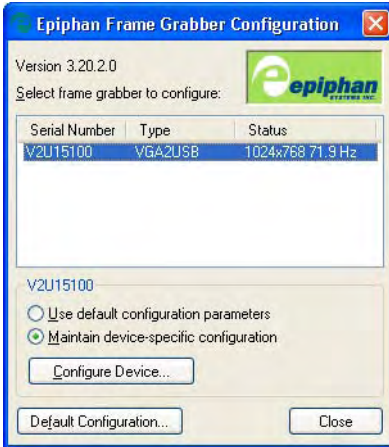 Epiphan Frame Grabber Configuration
Version 3.20.2.0
Select frame grabber to configure:
epiphan
SYSTEMS INC.
Serial Number Type Status
V2U15100 VGA2USB 1024x768 71.9 Hz
V2U15100
Use default configuration parameters
Maintain device-specific configuration
Configure Device...
Default Configuration... Close